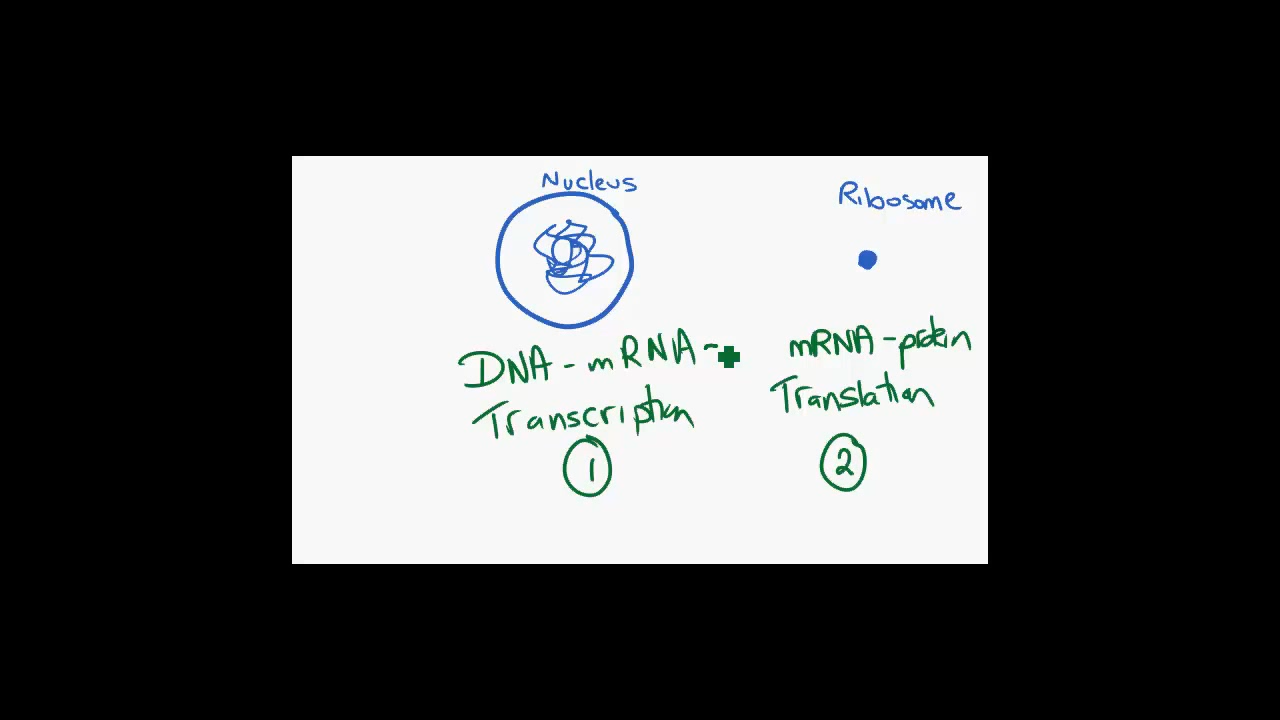 Nucleus
Ribosome
DNA - mRNA -
mRNA - protein
Transcription
Translation
1
2